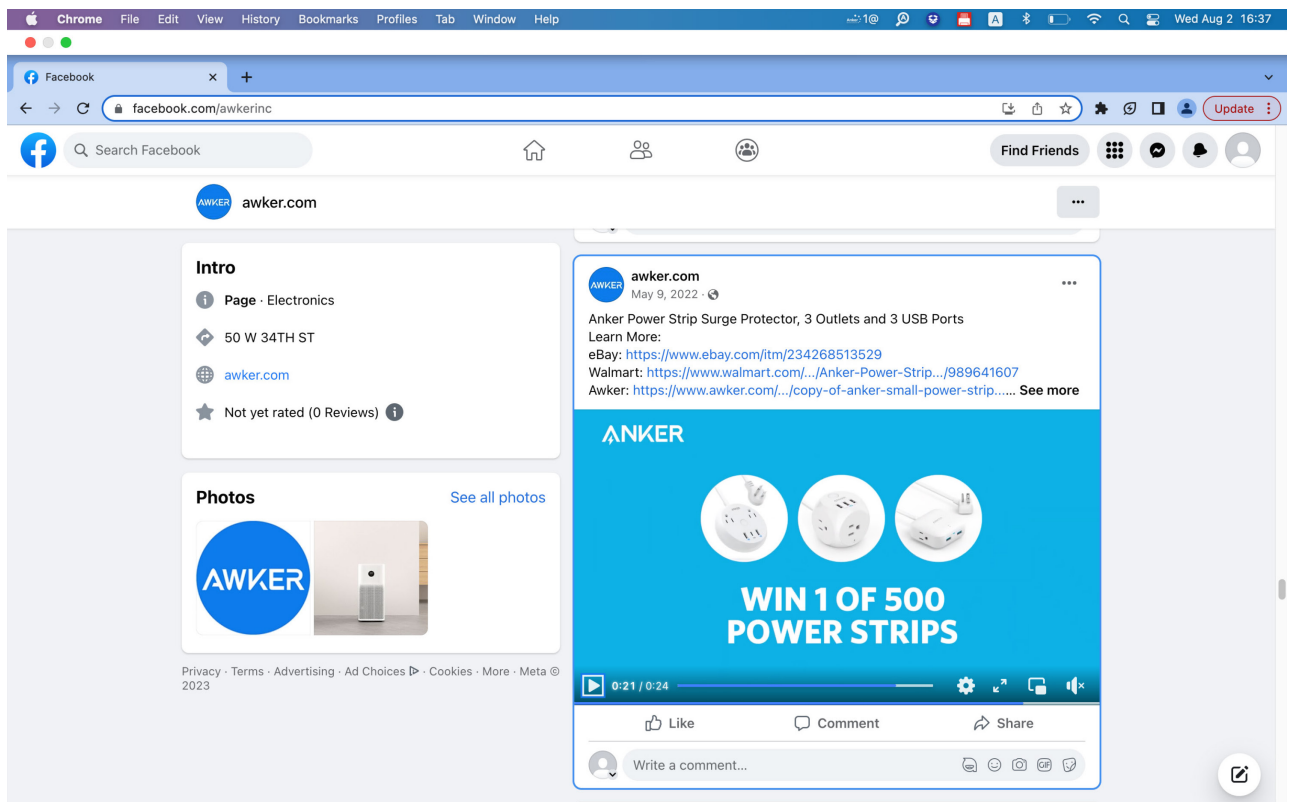 Chrome File Edit View History Bookmarks Profiles Tab Window Help
1@
A
Wed Aug 2 16:37
Facebook
facebook.com/awkerinc
Update
Search Facebook
Find Friends
AWKER
awker.com
Intro
Page · Electronics
50 W 34TH ST
awker.com
Not yet rated (0 Reviews)
Photos
See all photos
AWKER
Privacy · Terms · Advertising · Ad Choices · Cookies · More · Meta ©
2023
AWKER
awker.com
May 9, 2022 ·
Anker Power Strip Surge Protector, 3 Outlets and 3 USB Ports
Learn More:
eBay: https://www.ebay.com/itm/234268513529
Walmart: https://www.walmart.com/.../Anker-Power-Strip.../989641607
Awker: https://www.awker.com/.../copy-of-anker-small-power-strip...... See more
ANKER
WIN 1 OF 500
POWER STRIPS
0:21 / 0:24
Like
Comment
Share
Write a comment...
GIF